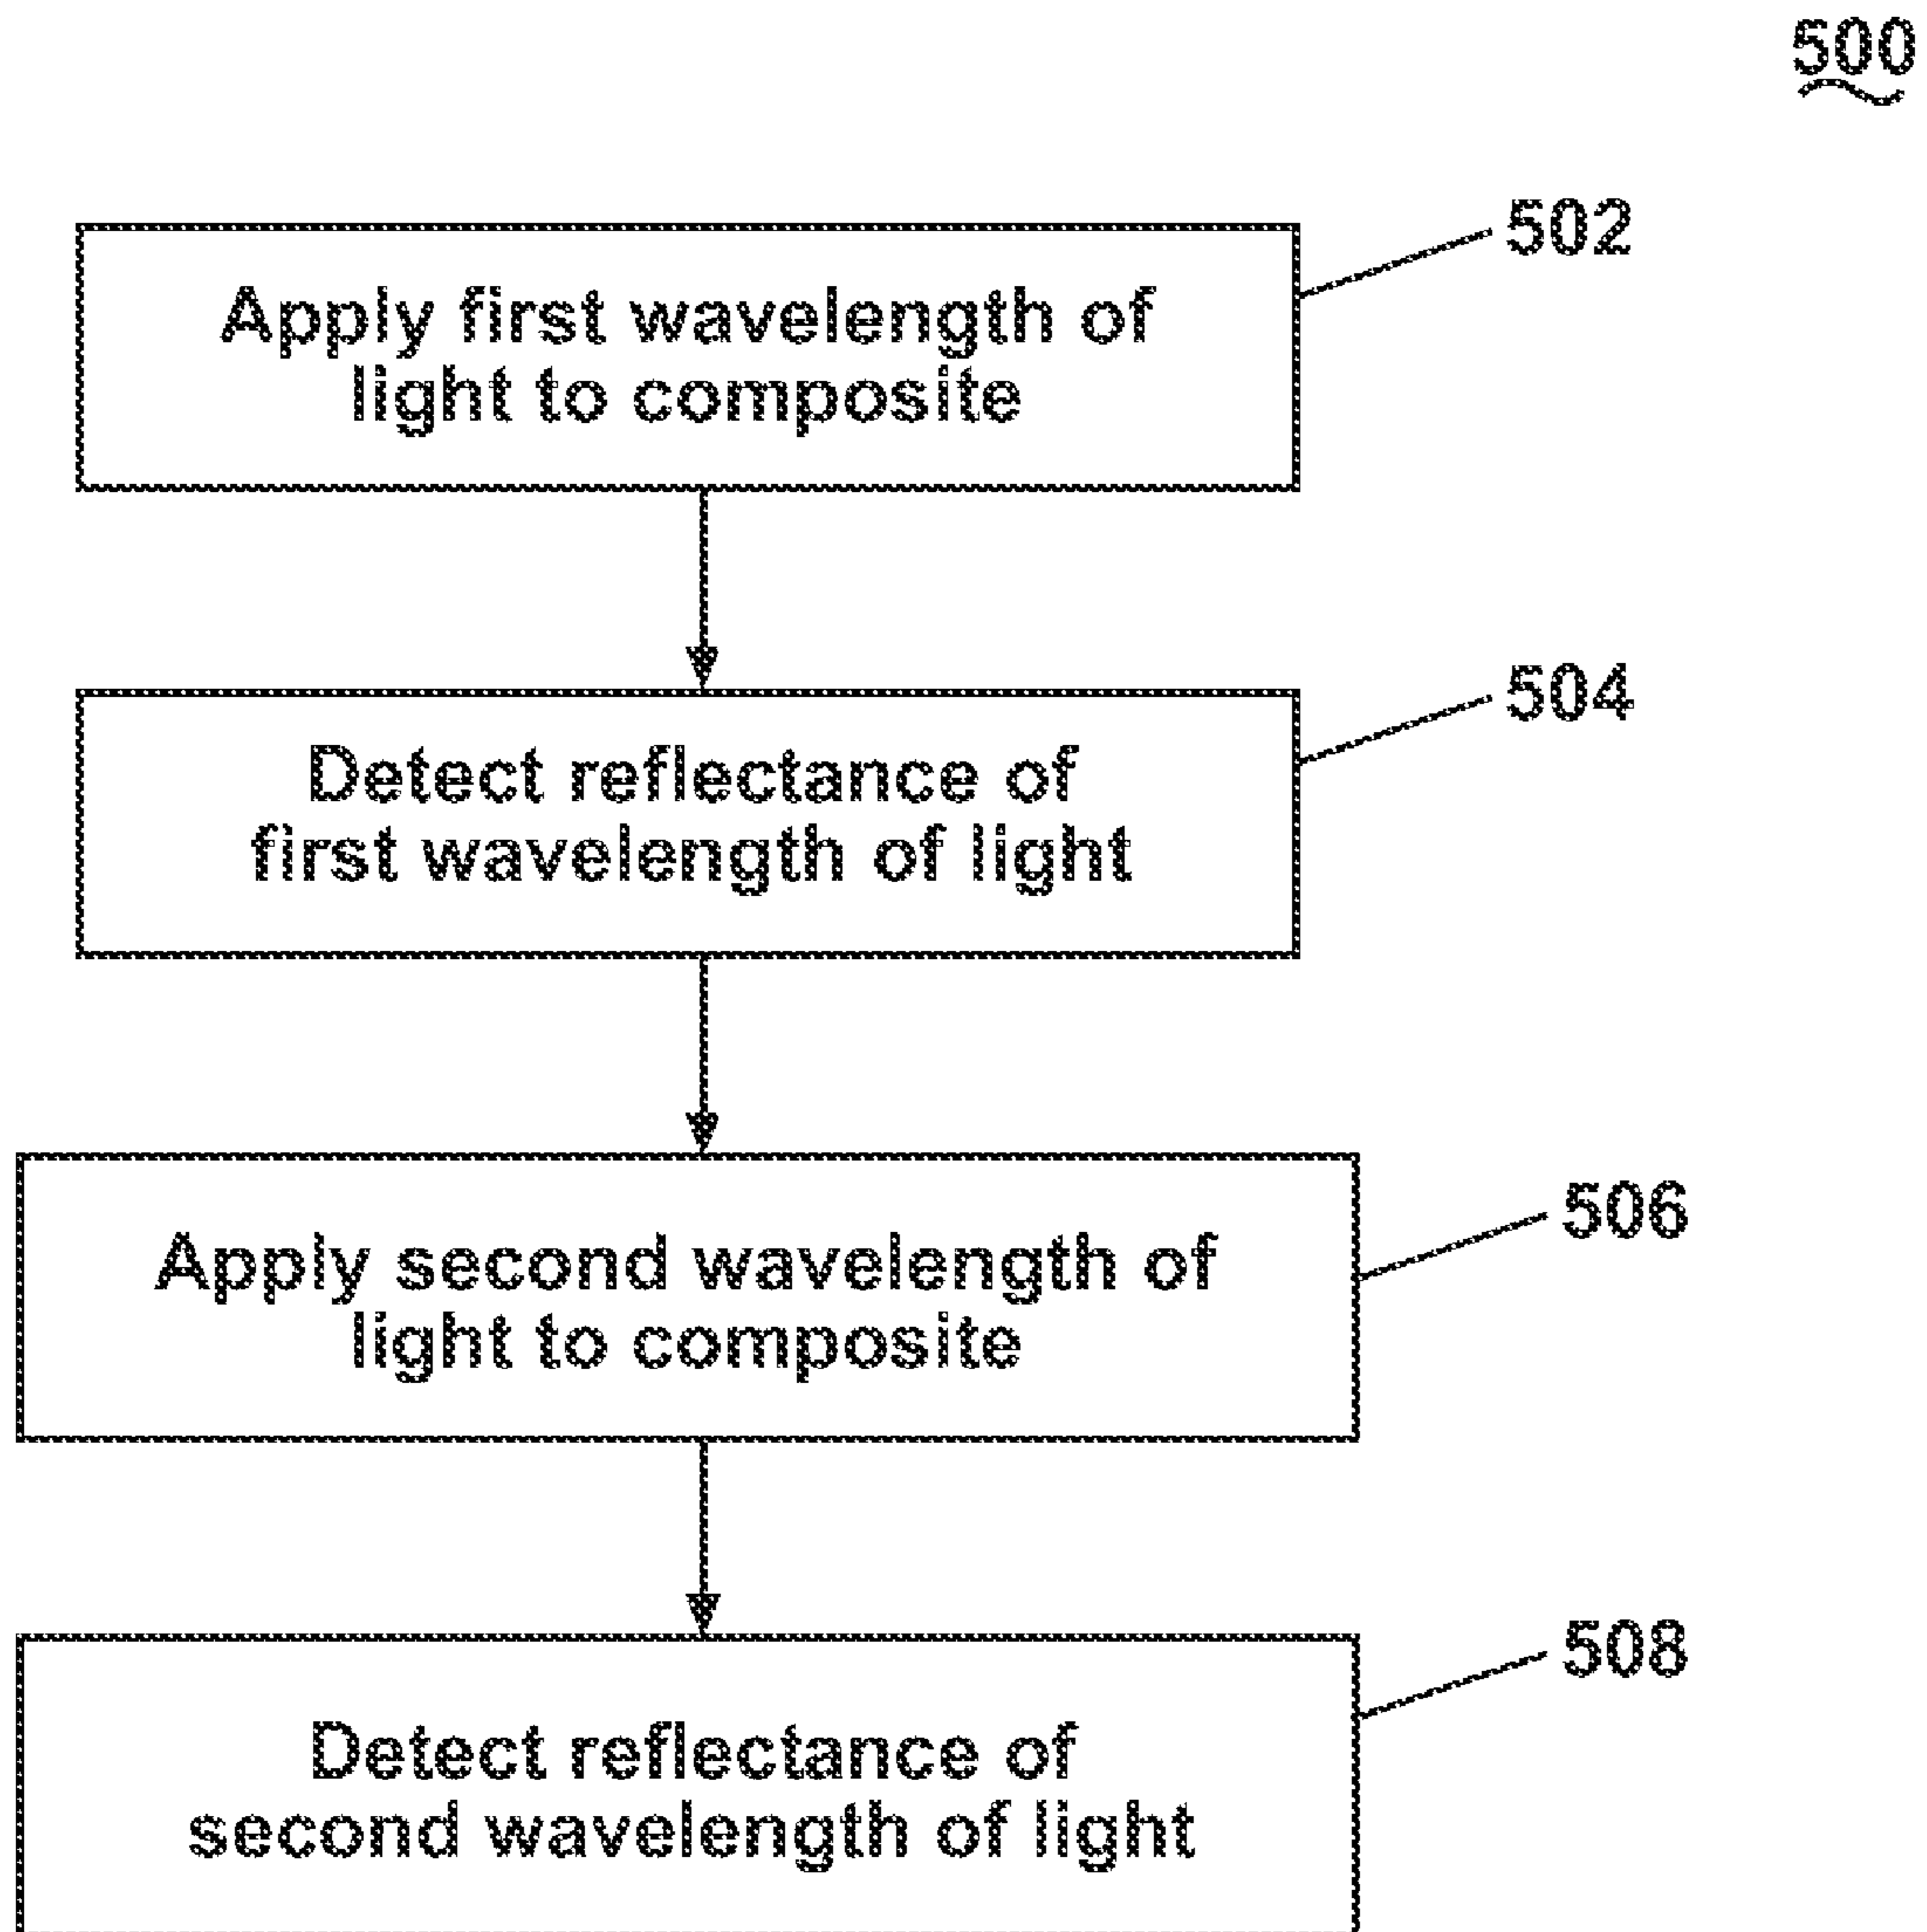 500
502
Apply first wavelength of
light to composite
504
Detect reflectance of
first wavelength of light
506
Apply second wavelength of
light to composite
508
Detect reflectance of
second wavelength of light